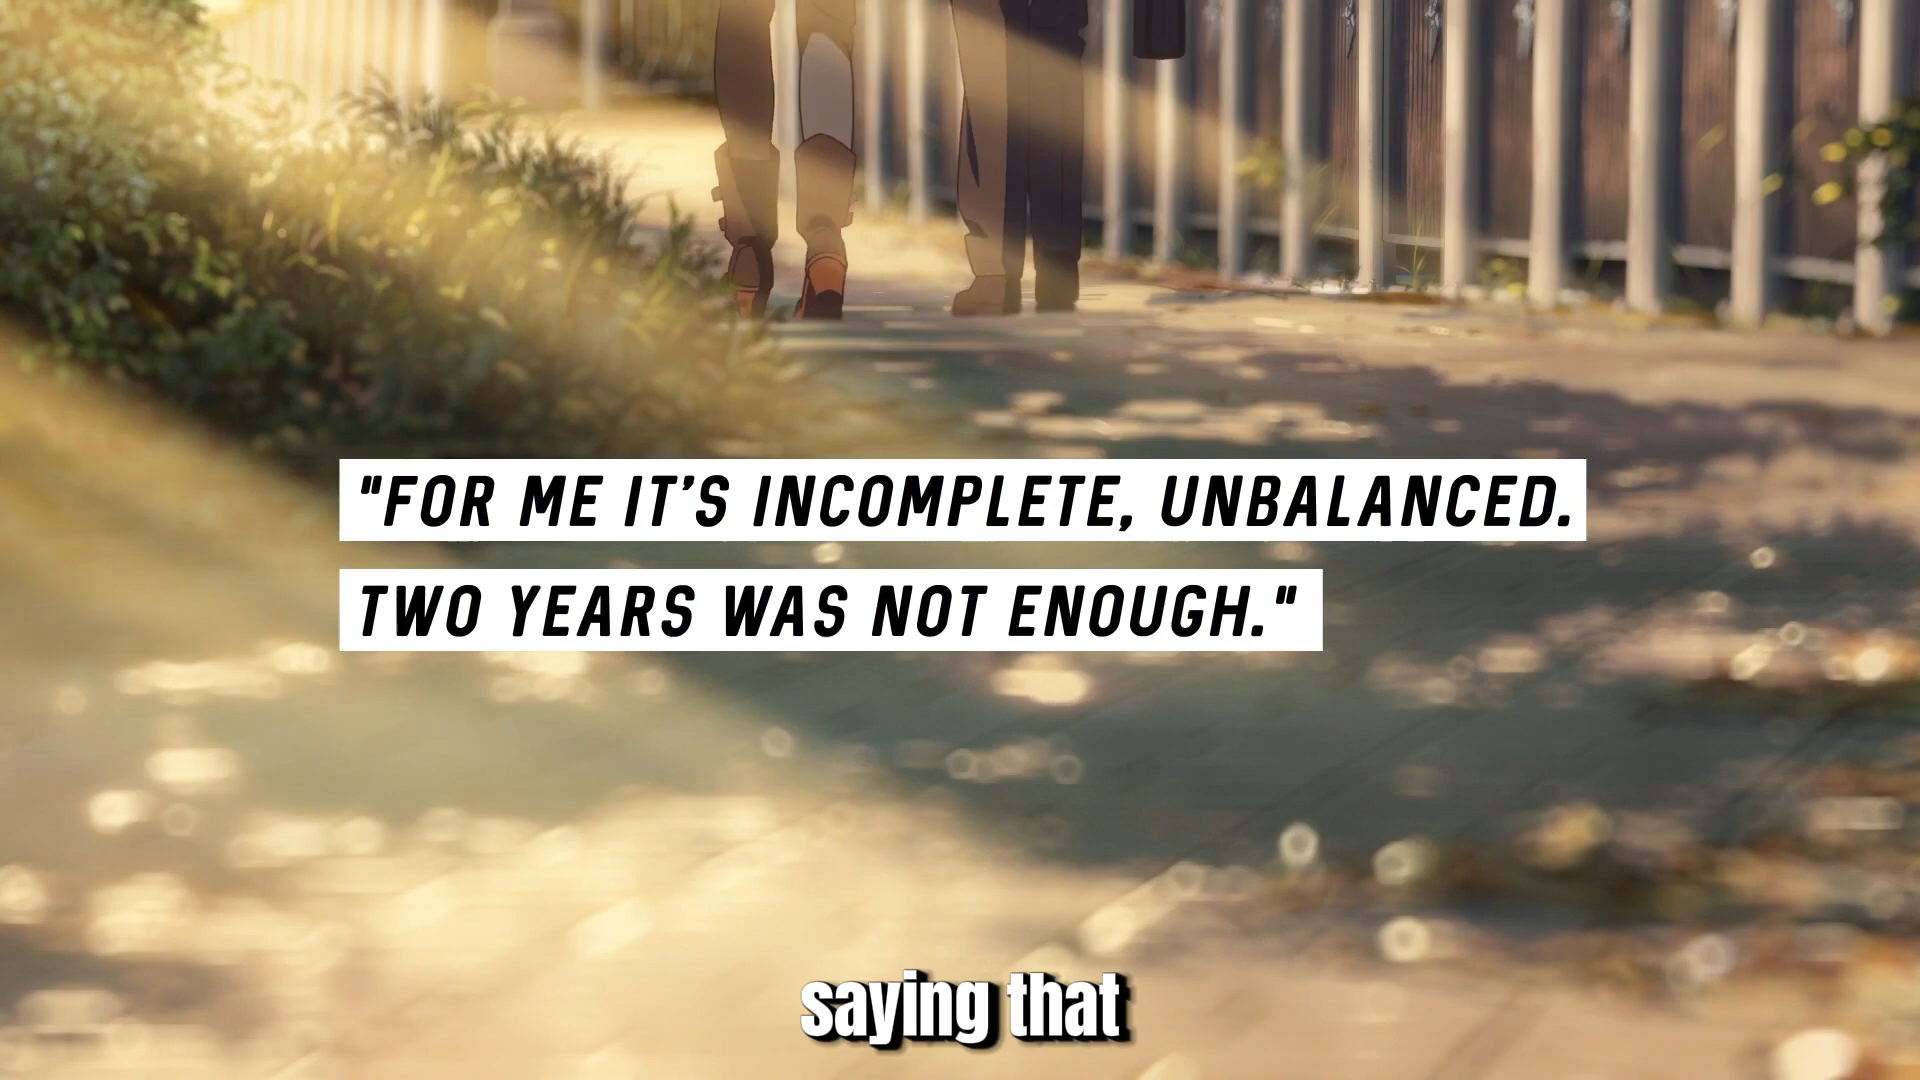 "FOR ME IT’S INCOMPLETE, UNBALANCED.
TWO YEARS WAS NOT ENOUGH."
saying that